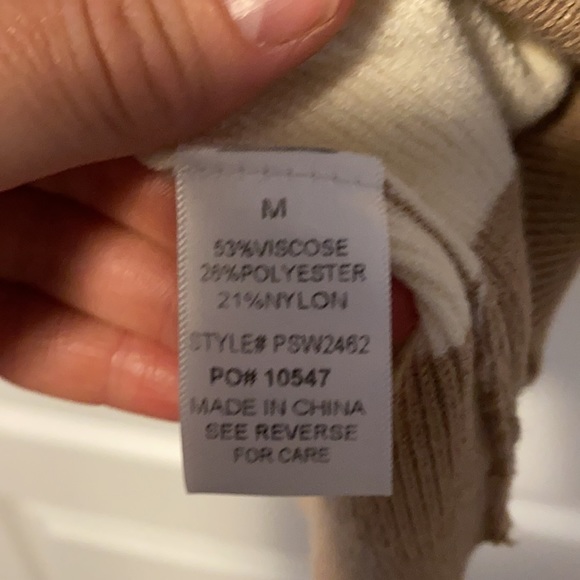 M
53%VISCOSE
26%POLYESTER
21%NYLON
STYLE# PSW2462
PO# 10547
MADE IN CHINA
SEE REVERSE
FOR CARE